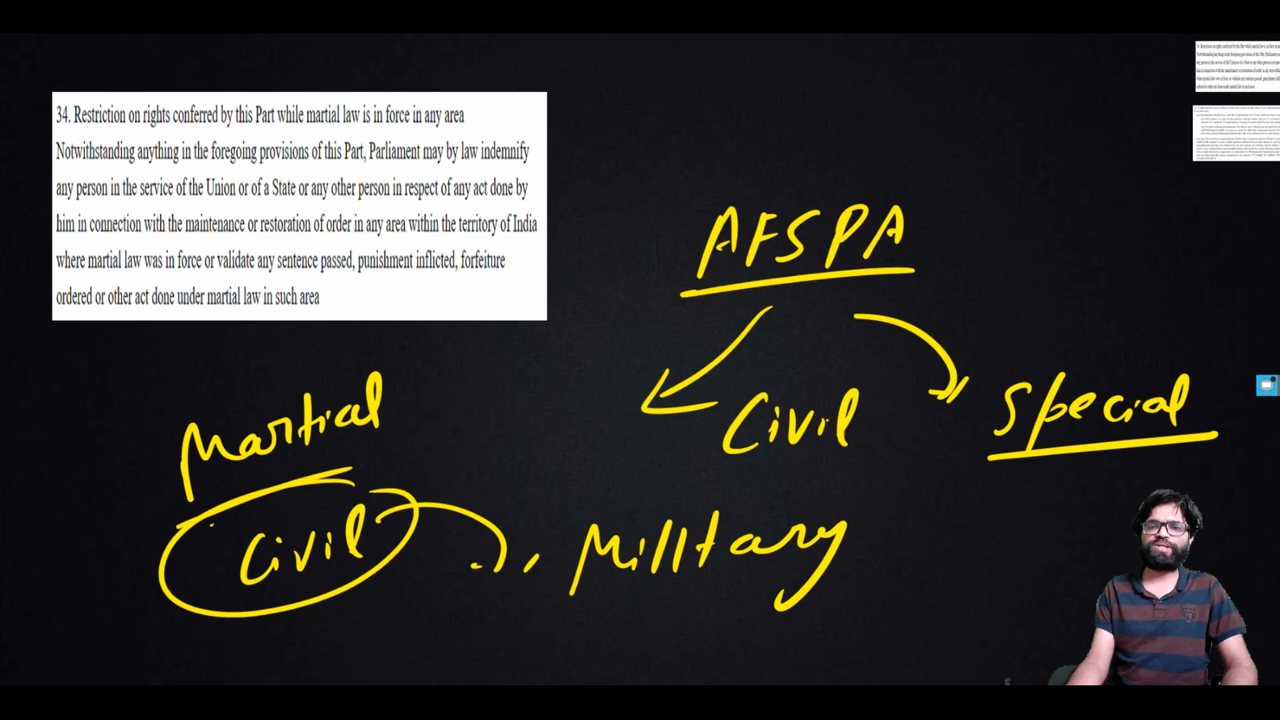 34. Restriction on rights conferred by this Part while martial law is in force in any area
Notwithstanding anything in the foregoing provisions of this Part, Parliament may by law indemnify
any person in the service of the Union or of a State or any other person in respect of any act done by
him in connection with the maintenance or restoration of order in any area within the territory of India
where martial law was in force or validate any sentence passed, punishment inflicted, forfeiture
ordered or other act done under martial law in such area
AFSPA
Civil
Special
Martial
Civil
Military